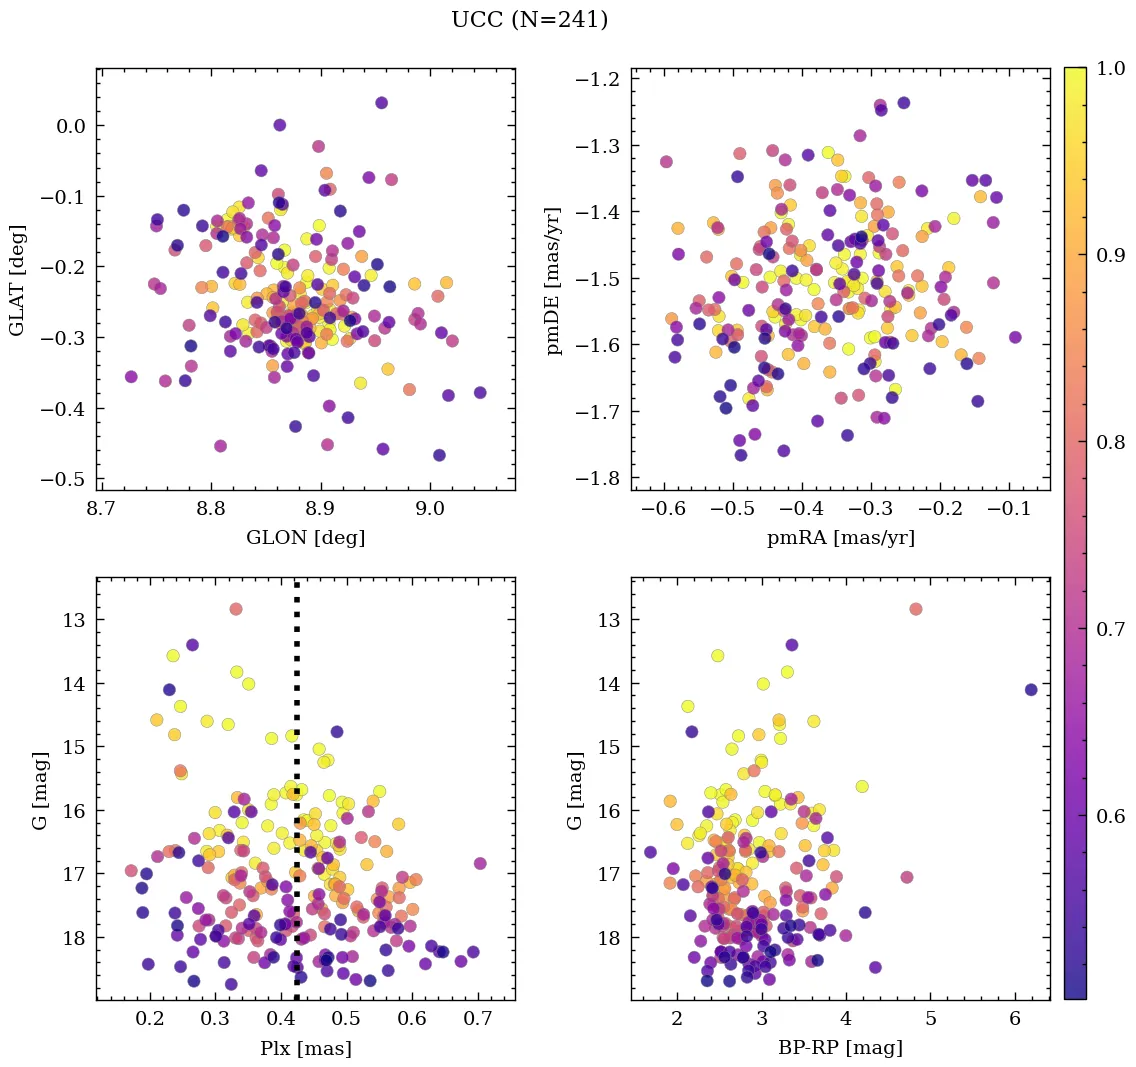 UCC (N=241)
0.0
−0.1
−0.2
−0.3
−0.4
−0.5
GLAT [deg]
8.7 8.8 8.9 9.0
GLON [deg]
−1.2
−1.3
−1.4
−1.5
−1.6
−1.7
−1.8
pmDE [mas/yr]
−0.6 −0.5 −0.4 −0.3 −0.2 −0.1
pmRA [mas/yr]
13
14
15
16
17
18
G [mag]
0.2 0.3 0.4 0.5 0.6 0.7
Plx [mas]
13
14
15
16
17
18
G [mag]
2 3 4 5 6
BP-RP [mag]
1.0
0.9
0.8
0.7
0.6